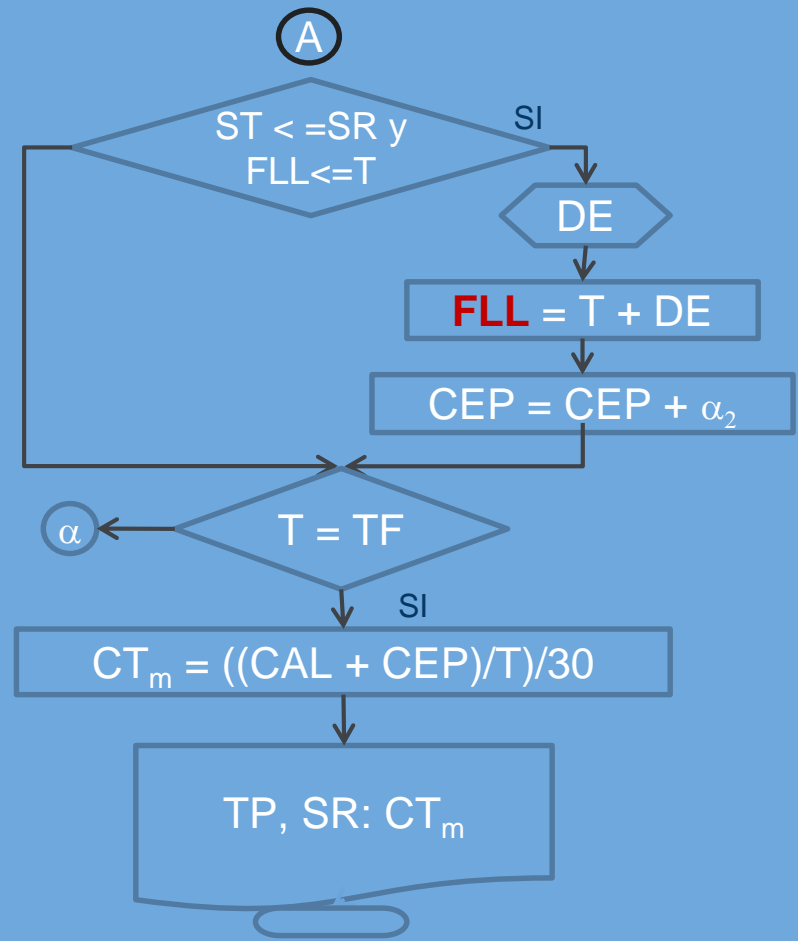 A
ST < =SR y
FLL<=T
SI
DE
FLL = T + DE
CEP = CEP + α₂
T = TF
α
SI
CTₘ = ((CAL + CEP)/T)/30
TP, SR: CTₘ